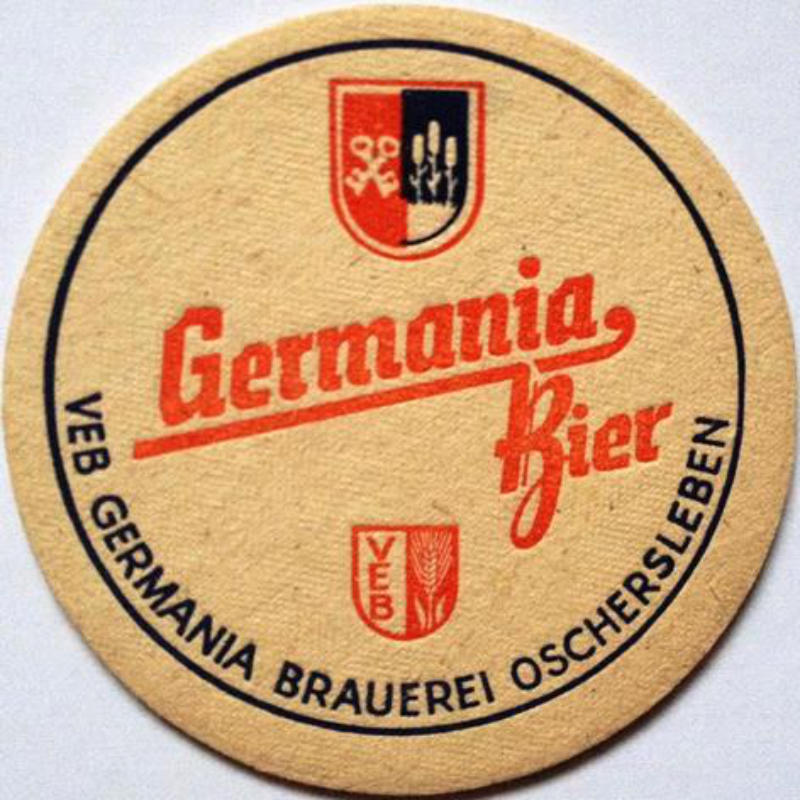 Germania
Bier
VEB
VEB GERMANIA BRAUEREI OSCHERSLEBEN